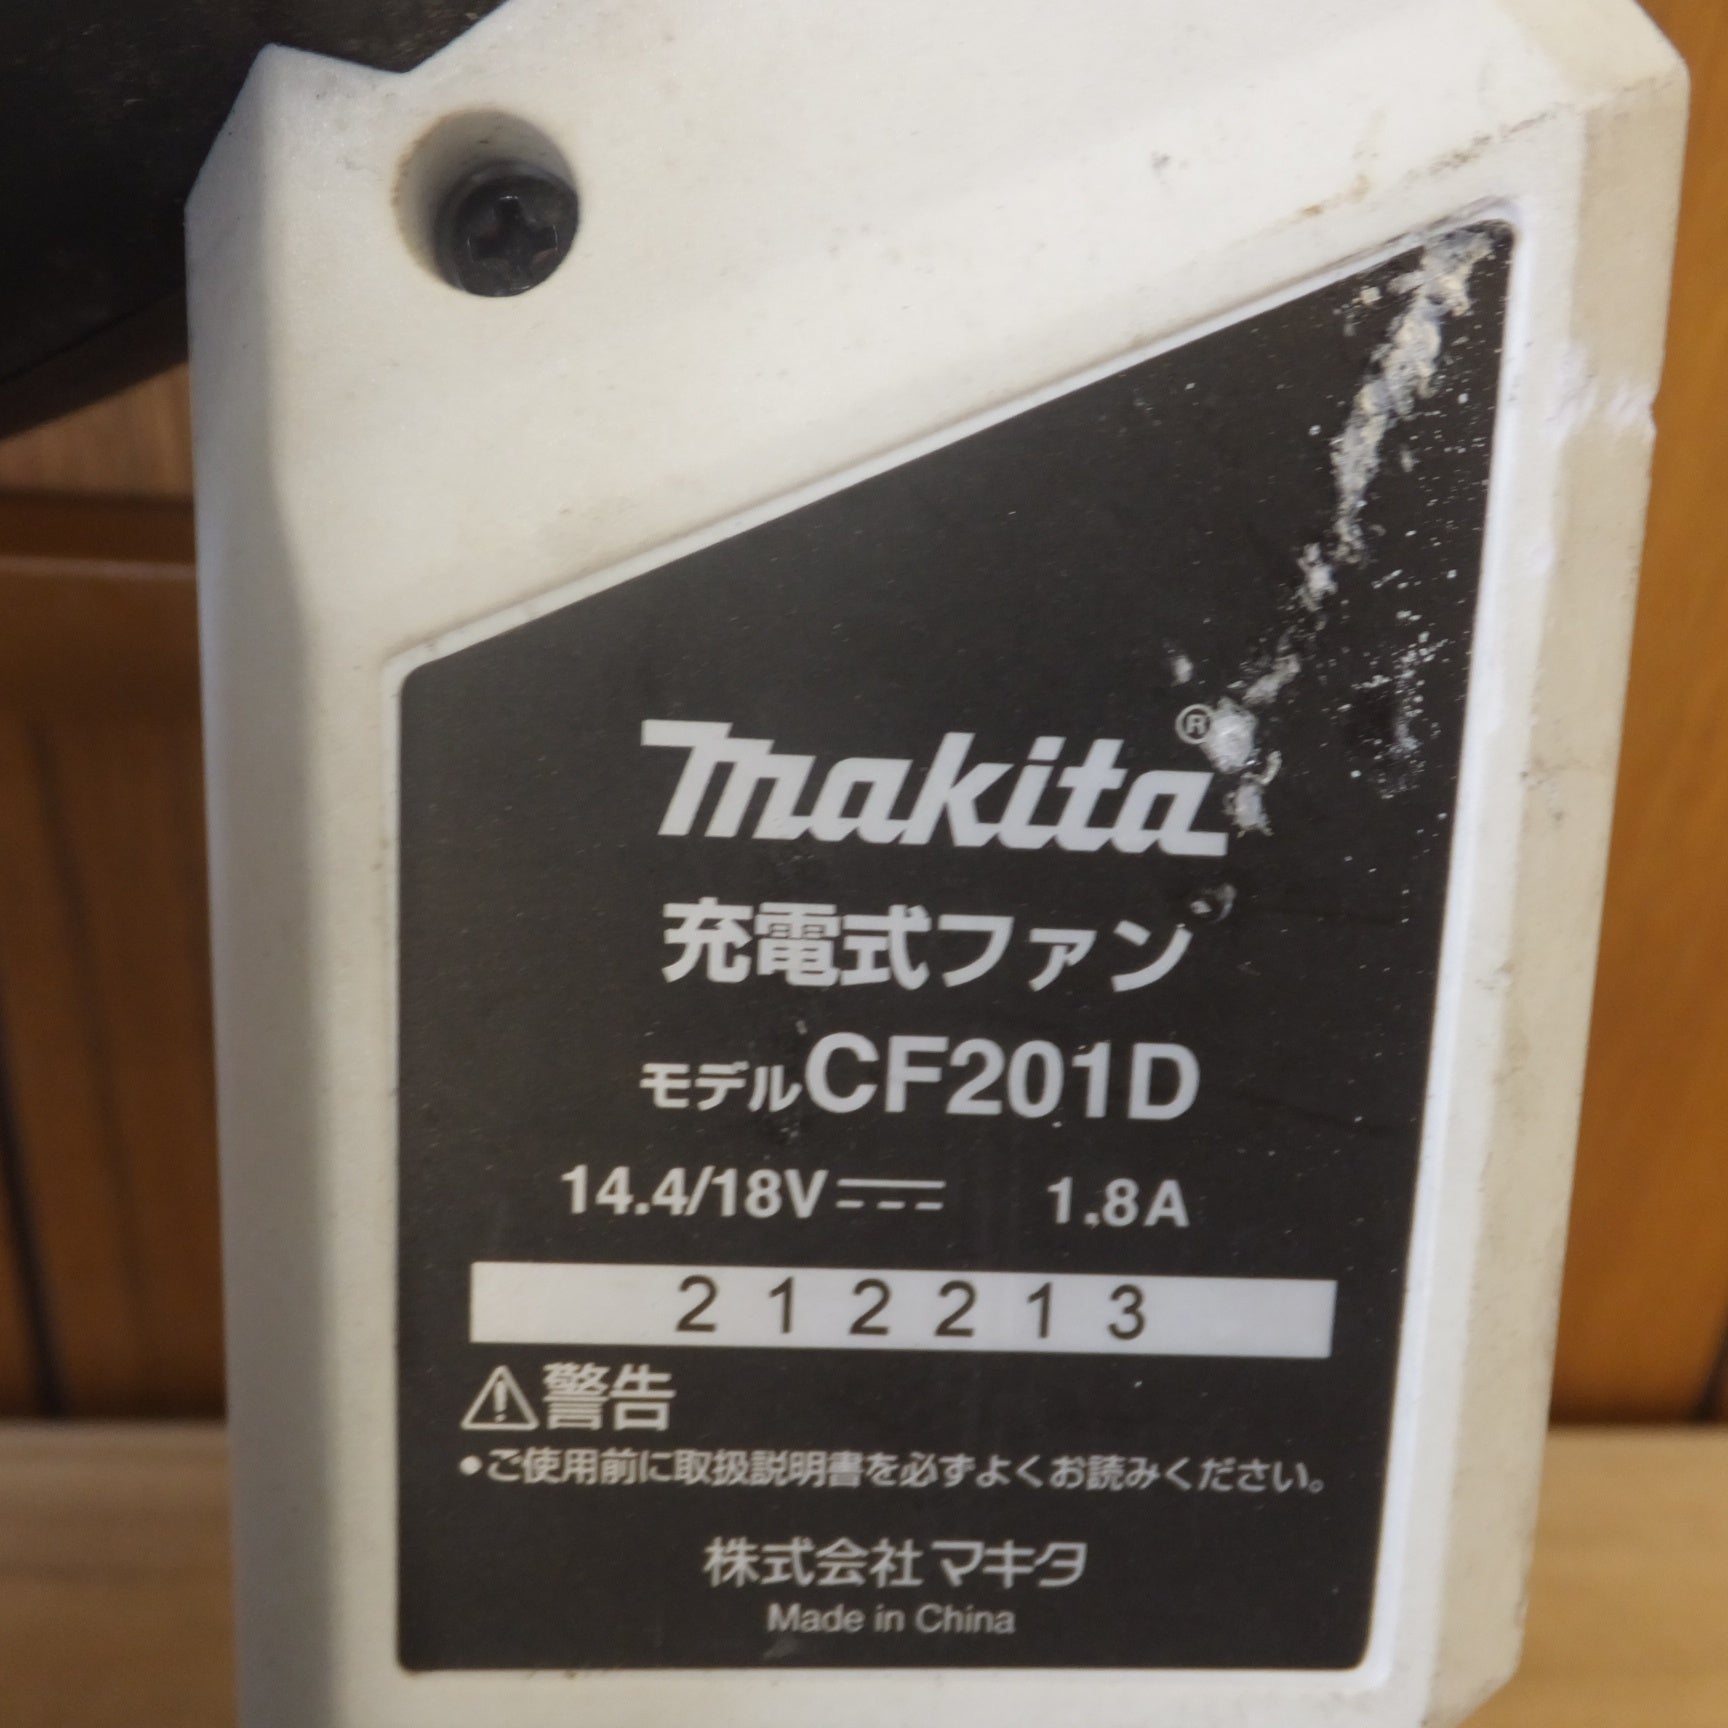 makita®
充電式ファン
モデルCF201D
14.4/18V⎓ 1.8A
212213
⚠警告
●ご使用前に取扱説明書を必ずよくお読みください。
株式会社マキタ
Made in China